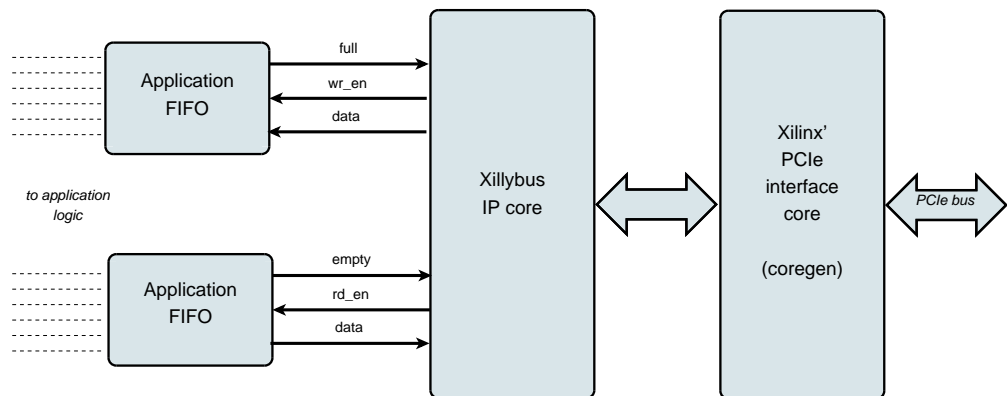 full
Application
FIFO
wr_en
data
to application
logic
empty
Application
FIFO
rd_en
data
Xillybus
IP core
Xilinx’
PCIe
interface
core
(coregen)
PCIe bus